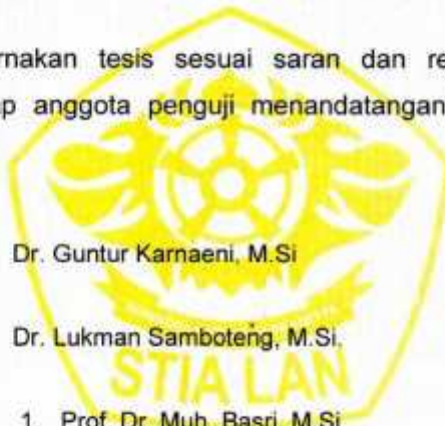 rnakan tesis sesuai saran dan re
ap anggota penguji menandatangan
Dr. Guntur Karnaeni, M.Si
Dr. Lukman Samboteng, M.Si.
STIA LAN
1. Prof. Dr. Muh. Basri, M.Si